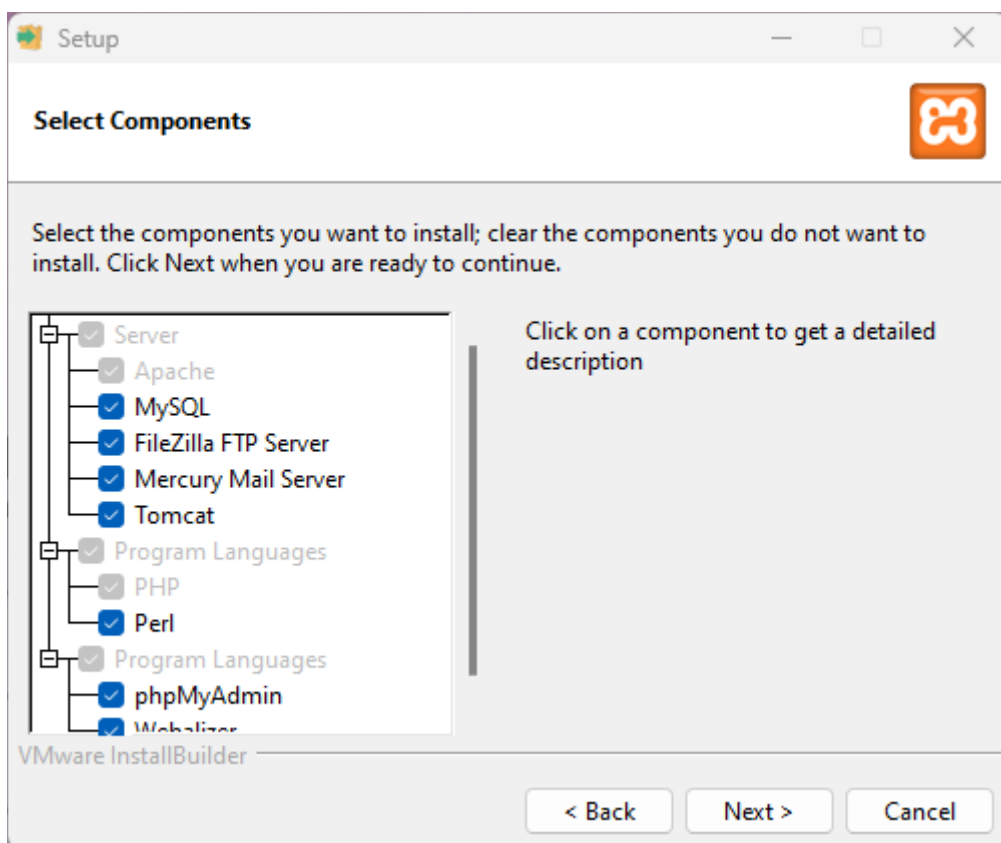 Setup
Select Components
Select the components you want to install; clear the components you do not want to
install. Click Next when you are ready to continue.
Server
Apache
MySQL
FileZilla FTP Server
Mercury Mail Server
Tomcat
Program Languages
PHP
Perl
Program Languages
phpMyAdmin
Webalizer
Click on a component to get a detailed
description
VMware InstallBuilder
< Back
Next >
Cancel